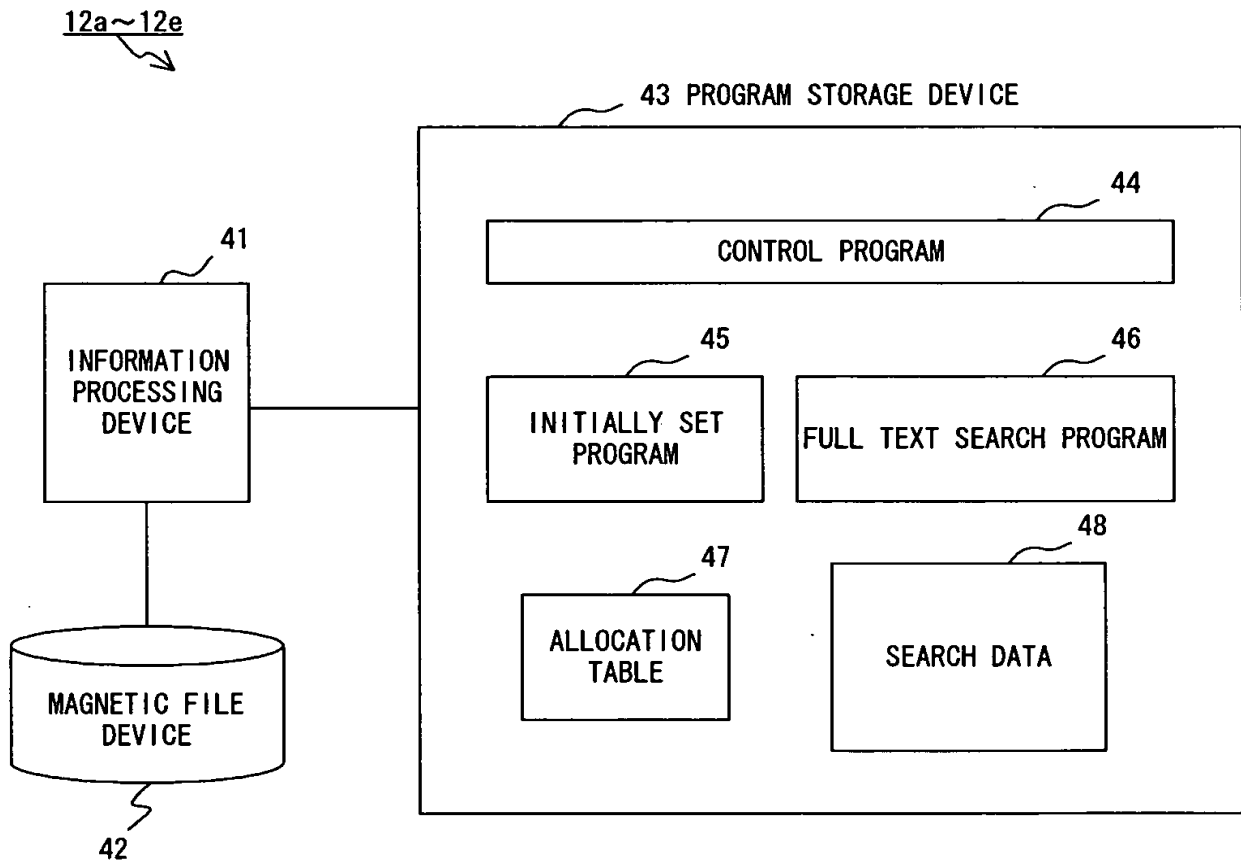 12a～12e
43 PROGRAM STORAGE DEVICE
44
CONTROL PROGRAM
41
INFORMATION
PROCESSING
DEVICE
45
INITIALLY SET
PROGRAM
46
FULL TEXT SEARCH PROGRAM
47
ALLOCATION
TABLE
48
SEARCH DATA
MAGNETIC FILE
DEVICE
42